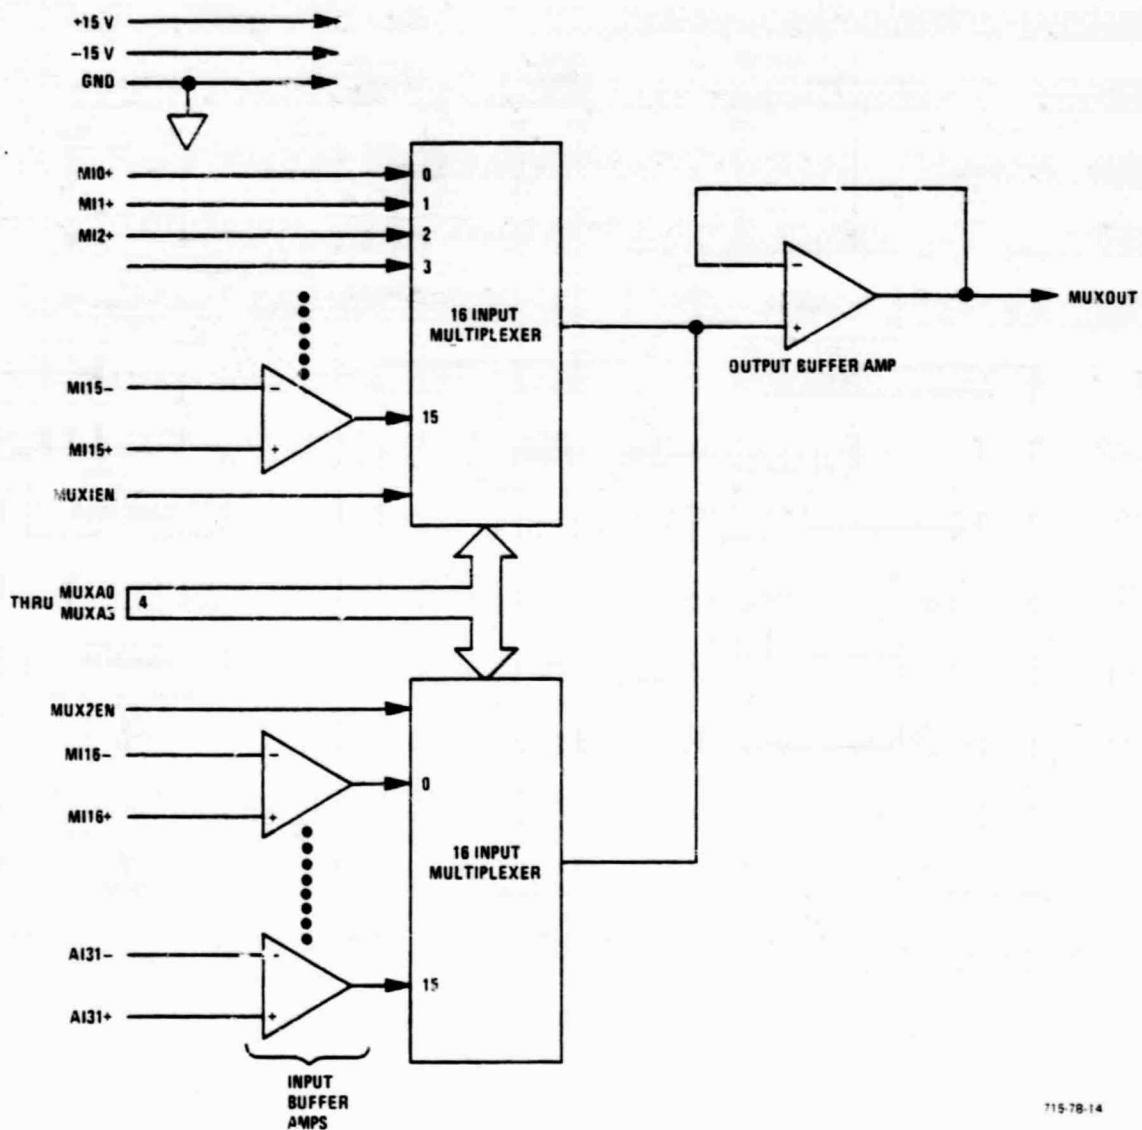 +15 V
-15 V
GND
MI0+
0
MI1+
1
MI2+
2
3
16 INPUT
MULTIPLEXER
-
+
MUXOUT
OUTPUT BUFFER AMP
MI15-
-
15
MI15+
+
MUX1EN
THRU MUXA0
MUXA3
4
MUX2EN
MI16-
-
0
MI16+
+
16 INPUT
MULTIPLEXER
AI31-
-
15
AI31+
+
INPUT
BUFFER
AMPS
715-78-14